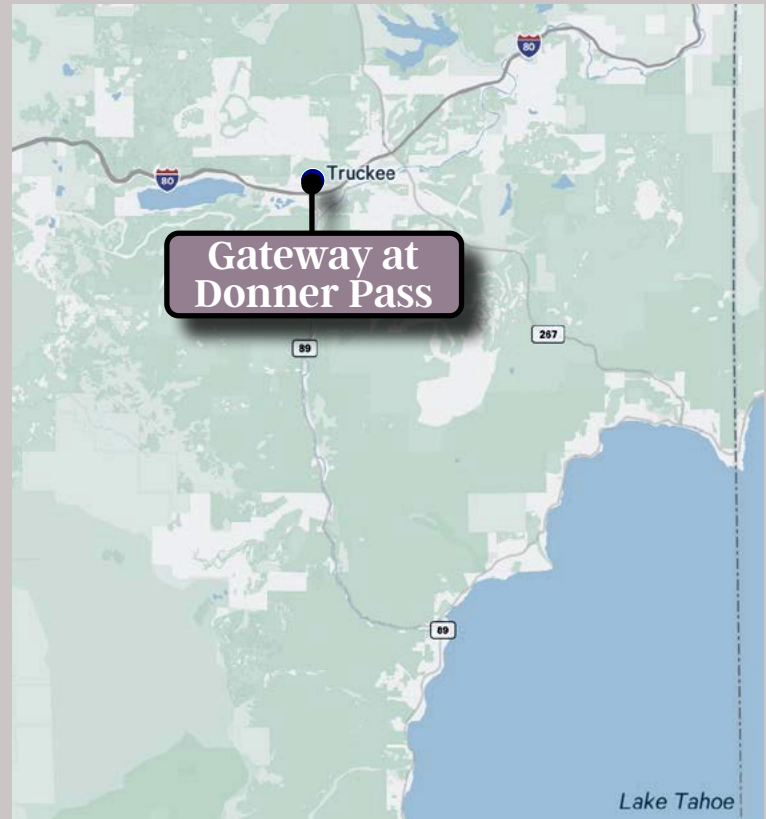 80
80
Truckee
Gateway at
Donner Pass
89
267
89
Lake Tahoe